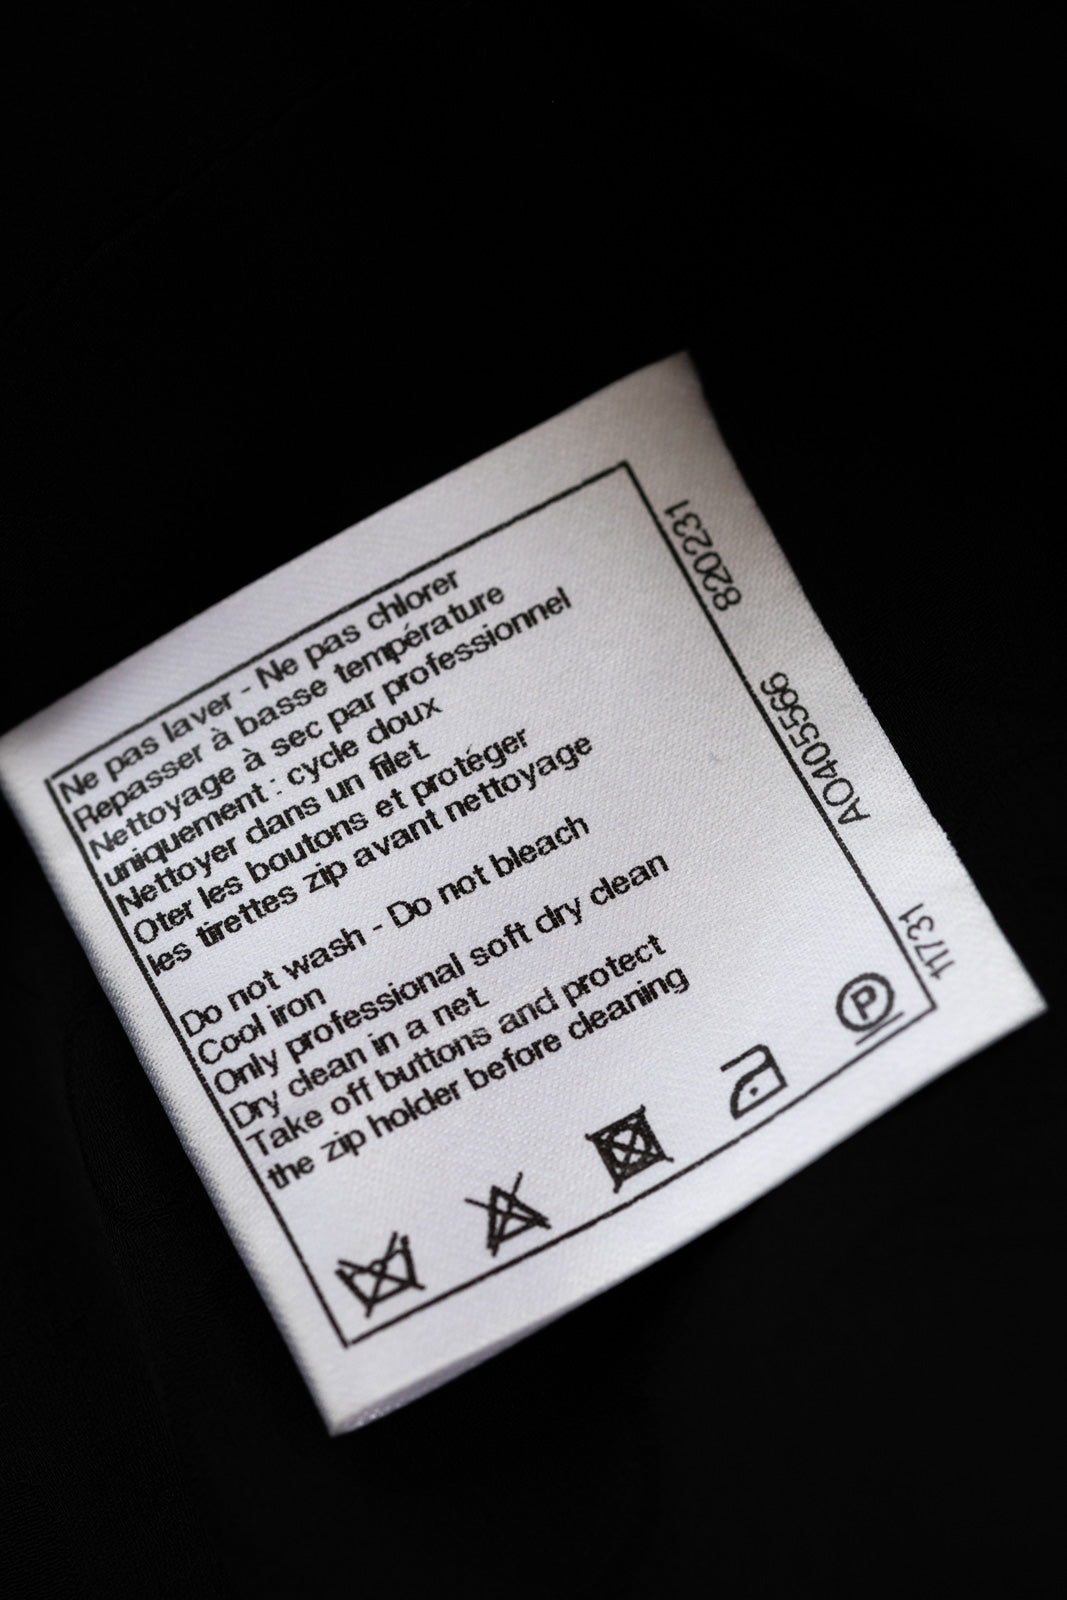 Ne pas laver - Ne pas chlorer
Repasser à basse température
Nettoyage à sec par professionnel
uniquement : cycle doux
Nettoyer dans un filet
Oter les boutons et protéger
les tirettes zip avant nettoyage
Do not wash - Do not bleach
Cool iron
Only professional soft dry clean
Dry clean in a net
Take off buttons and protect
the zip holder before cleaning
P
820231
A0405566
11731